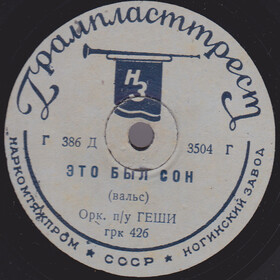 Грампласттрест
НЗ
Г 386 Д 3504 Г
ЭТО БЫЛ СОН
(вальс)
Орк. п/у ГЕШИ
грк 426
НАРКОМТЯЖПРОМ ★ СССР ★ НОГИНСКИЙ ЗАВОД